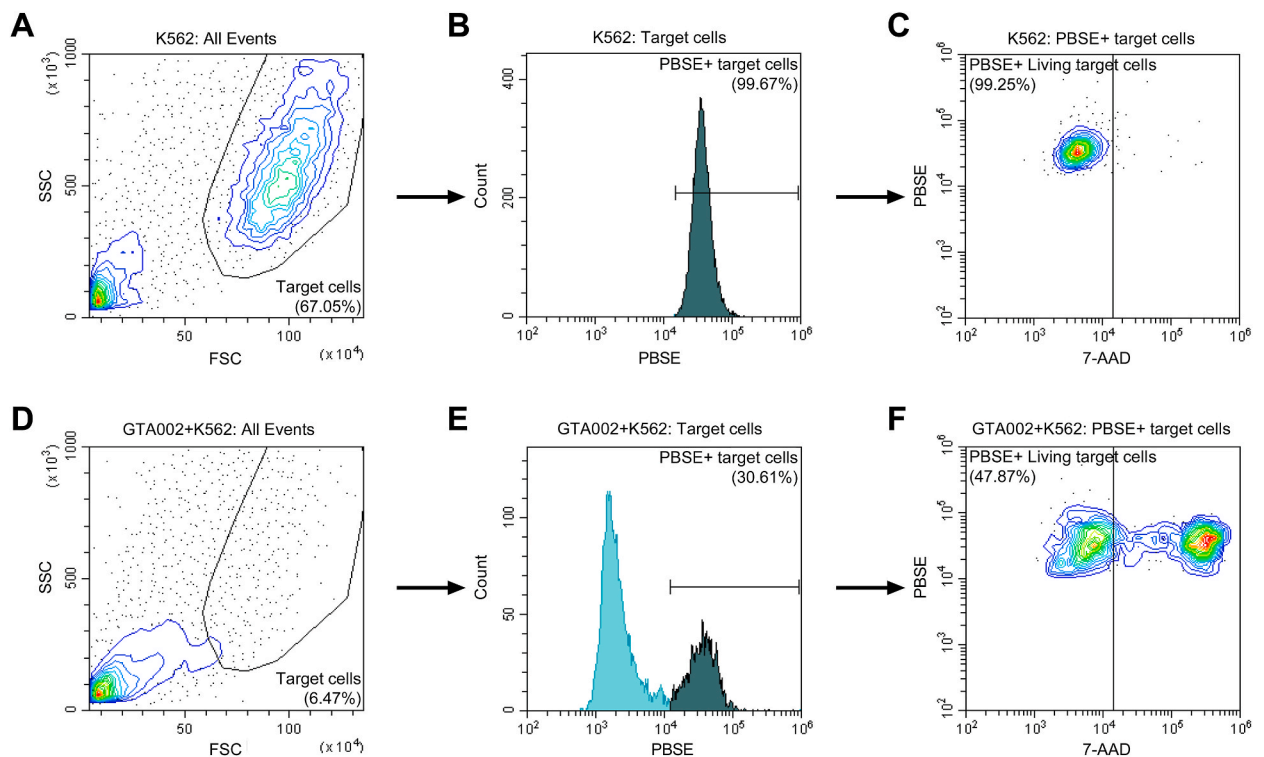 A
K562: All Events
(x 10³)
1000
500
0
SSC
Target cells
(67.05%)
50
100
FSC
(x 10⁴)
B
K562: Target cells
PBSE+ target cells
(99.67%)
400
200
0
Count
10² 10³ 10⁴ 10⁵ 10⁶
PBSE
C
K562: PBSE+ target cells
PBSE+ Living target cells
(99.25%)
10⁶
10⁵
10⁴
10³
10²
PBSE
10² 10³ 10⁴ 10⁵ 10⁶
7-AAD
D
GTA002+K562: All Events
(x 10³)
1000
500
0
SSC
Target cells
(6.47%)
50
100
FSC
(x 10⁴)
E
GTA002+K562: Target cells
PBSE+ target cells
(30.61%)
100
50
0
Count
10² 10³ 10⁴ 10⁵ 10⁶
PBSE
F
GTA002+K562: PBSE+ target cells
PBSE+ Living target cells
(47.87%)
10⁶
10⁵
10⁴
10³
10²
PBSE
10² 10³ 10⁴ 10⁵ 10⁶
7-AAD